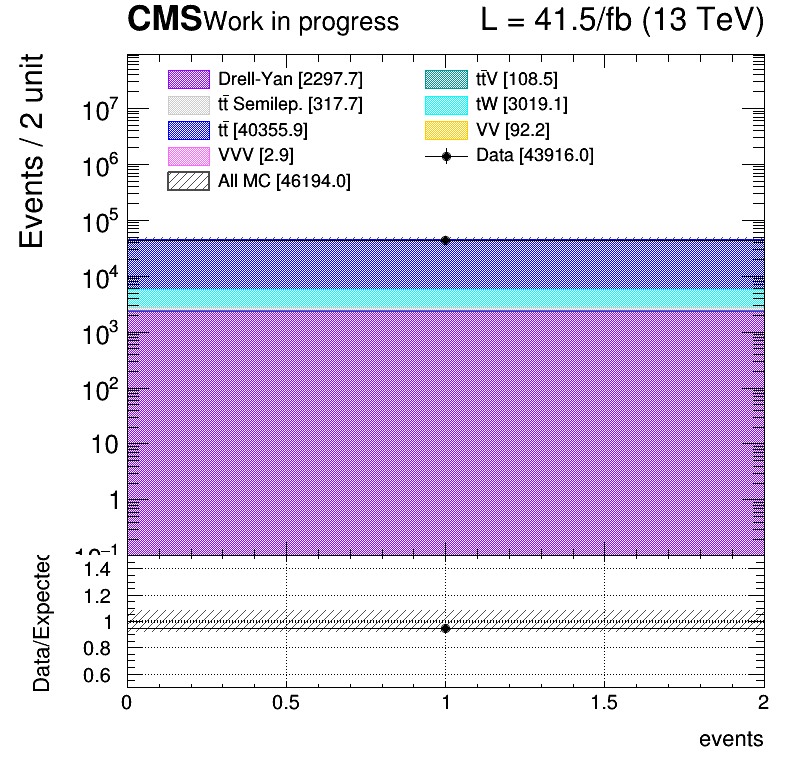 CMS Work in progress L = 41.5/fb (13 TeV)
Events / 2 unit
Drell-Yan [2297.7]
tt̄ Semilep. [317.7]
tt̄ [40355.9]
VVV [2.9]
All MC [46194.0]
tt̄V [108.5]
tW [3019.1]
VV [92.2]
Data [43916.0]
10⁷
10⁶
10⁵
10⁴
10³
10²
10
1
10⁻¹
Data/Expected
1.4
1.2
1
0.8
0.6
0 0.5 1 1.5 2
events